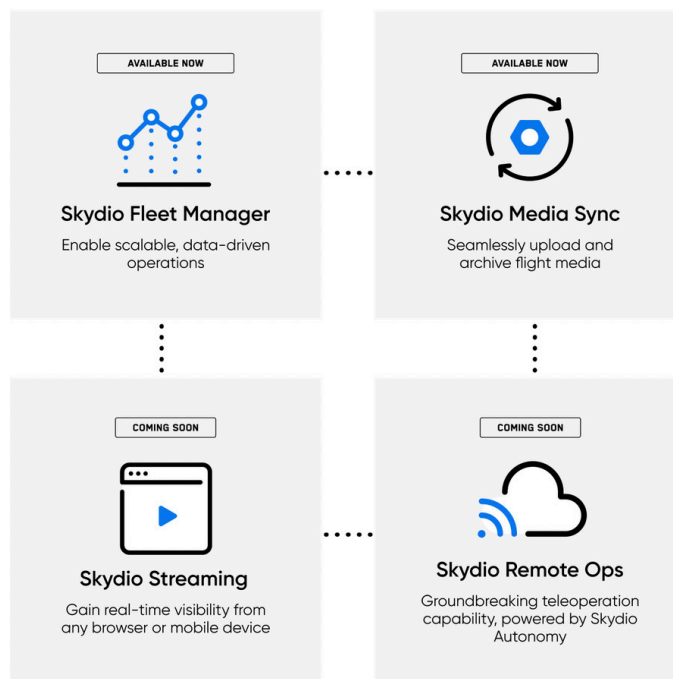 AVAILABLE NOW
Skydio Fleet Manager
Enable scalable, data-driven
operations
AVAILABLE NOW
Skydio Media Sync
Seamlessly upload and
archive flight media
COMING SOON
Skydio Streaming
Gain real-time visibility from
any browser or mobile device
COMING SOON
Skydio Remote Ops
Groundbreaking teleoperation
capability, powered by Skydio
Autonomy